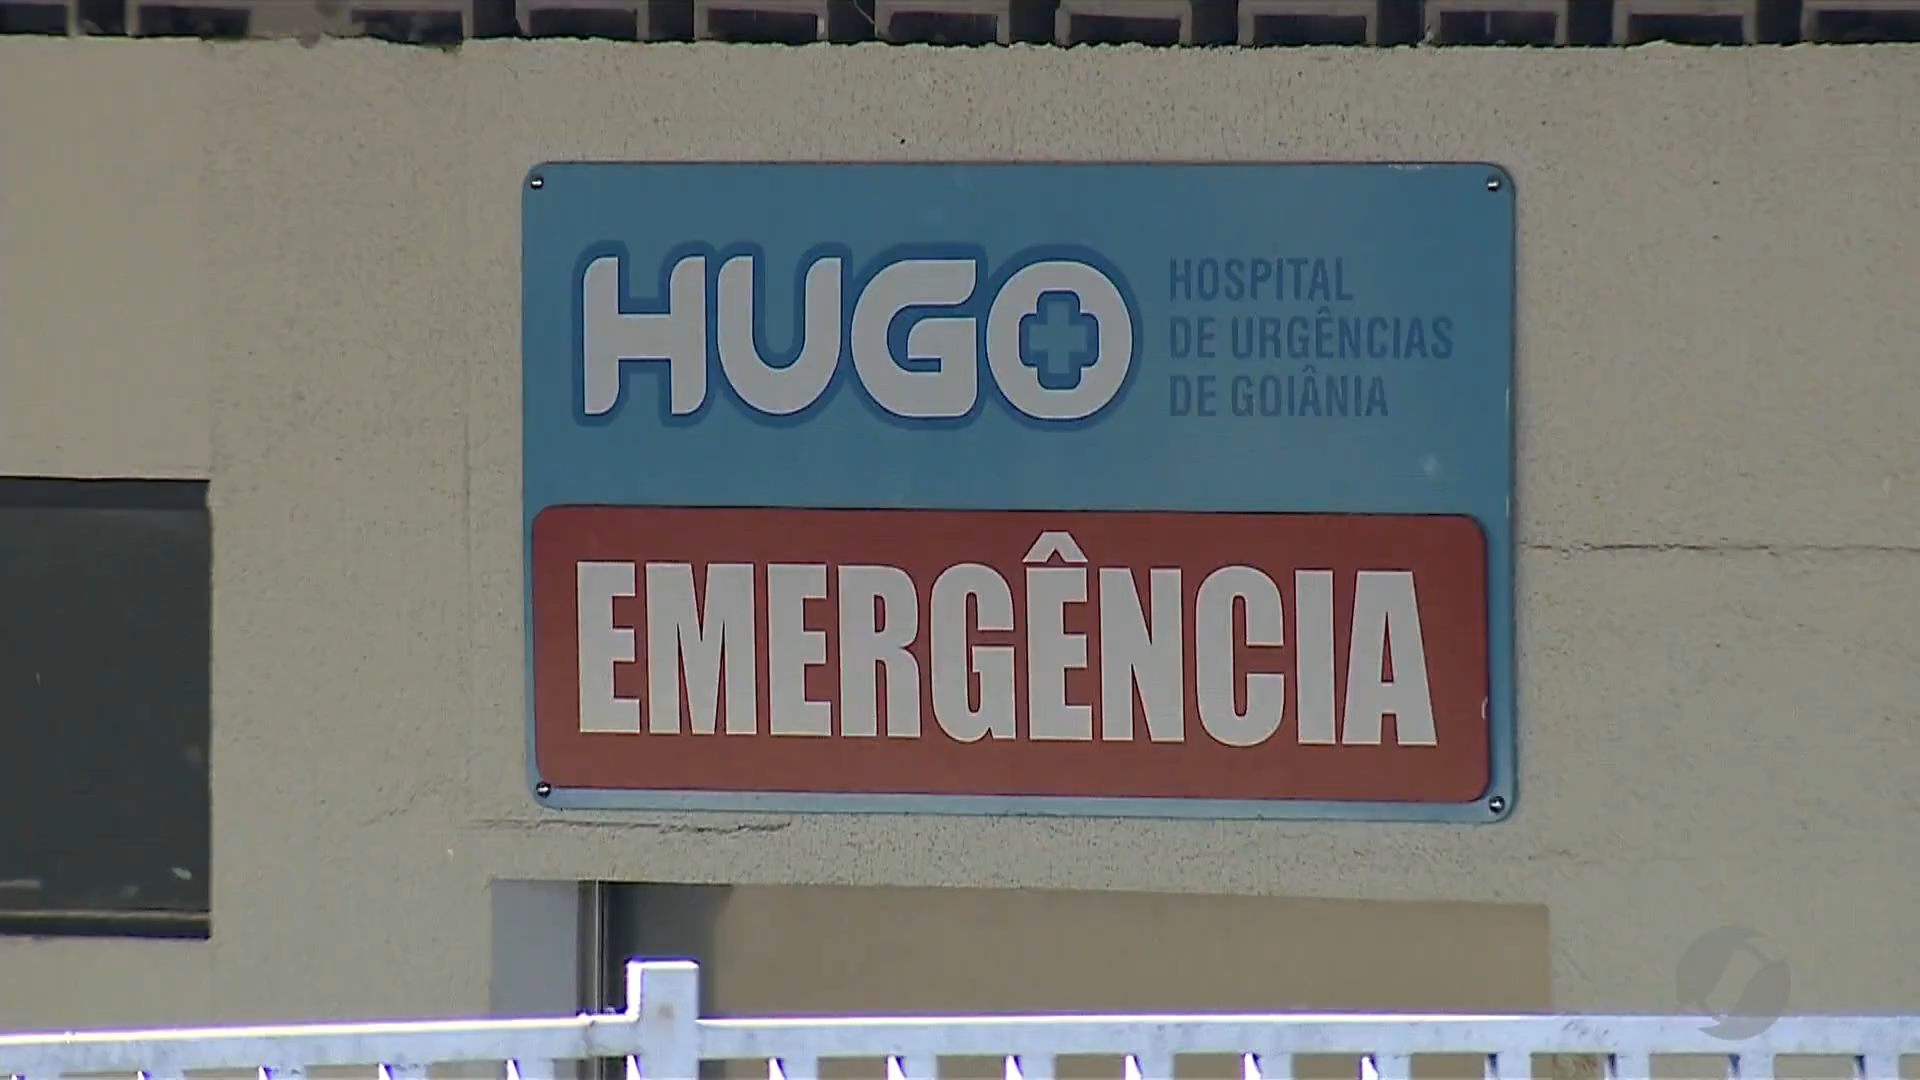 HUGO
HOSPITAL
DE URGÊNCIAS
DE GOIÂNIA
EMERGÊNCIA